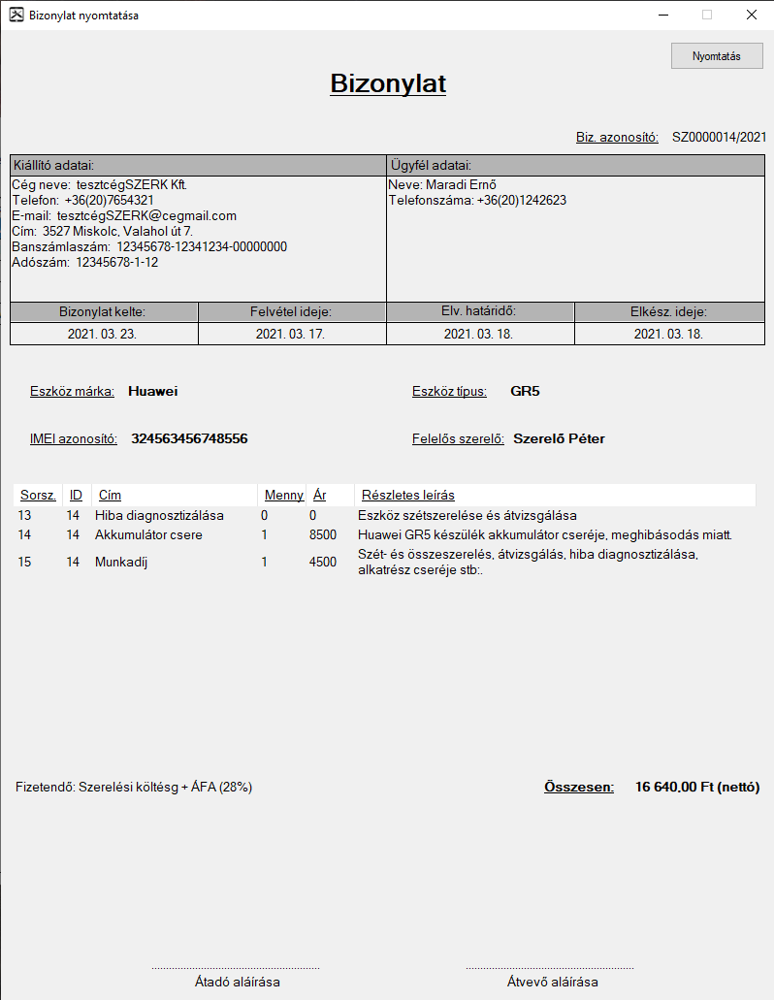 Bizonylat nyomtatása
Nyomtatás
Bizonylat
Biz. azonosító: SZ0000014/2021
Kiállító adatai: Ügyfél adatai:
Cég neve: tesztcégSZERK Kft. Neve: Maradi Ernő
Telefon: +36(20)7654321 Telefonszáma: +36(20)1242623
E-mail: tesztcégSZERK@cegmail.com
Cím: 3527 Miskolc, Valahol út 7.
Banszámlaszám: 12345678-12341234-00000000
Adószám: 12345678-1-12
Bizonylat kelte: Felvétel ideje: Elv. határidő: Elkész. ideje:
2021. 03. 23. 2021. 03. 17. 2021. 03. 18. 2021. 03. 18.
Eszköz márka: Huawei Eszköz típus: GR5
IMEI azonosító: 324563456748556 Felelős szerelő: Szerelő Péter
Sorsz. ID Cím Menny Ár Részletes leírás
13 14 Hiba diagnosztizálása 0 0 Eszköz szétszerelése és átvizsgálása
14 14 Akkumulátor csere 1 8500 Huawei GR5 készülék akkumulátor cseréje, meghibásodás miatt.
15 14 Munkadíj 1 4500 Szét- és összeszerelés, átvizsgálás, hiba diagnosztizálása,
alkatrész cseréje stb:.
Fizetendő: Szerelési költésg + ÁFA (28%) Összesen: 16 640,00 Ft (nettó)
Átadó aláírása Átvevő aláírása